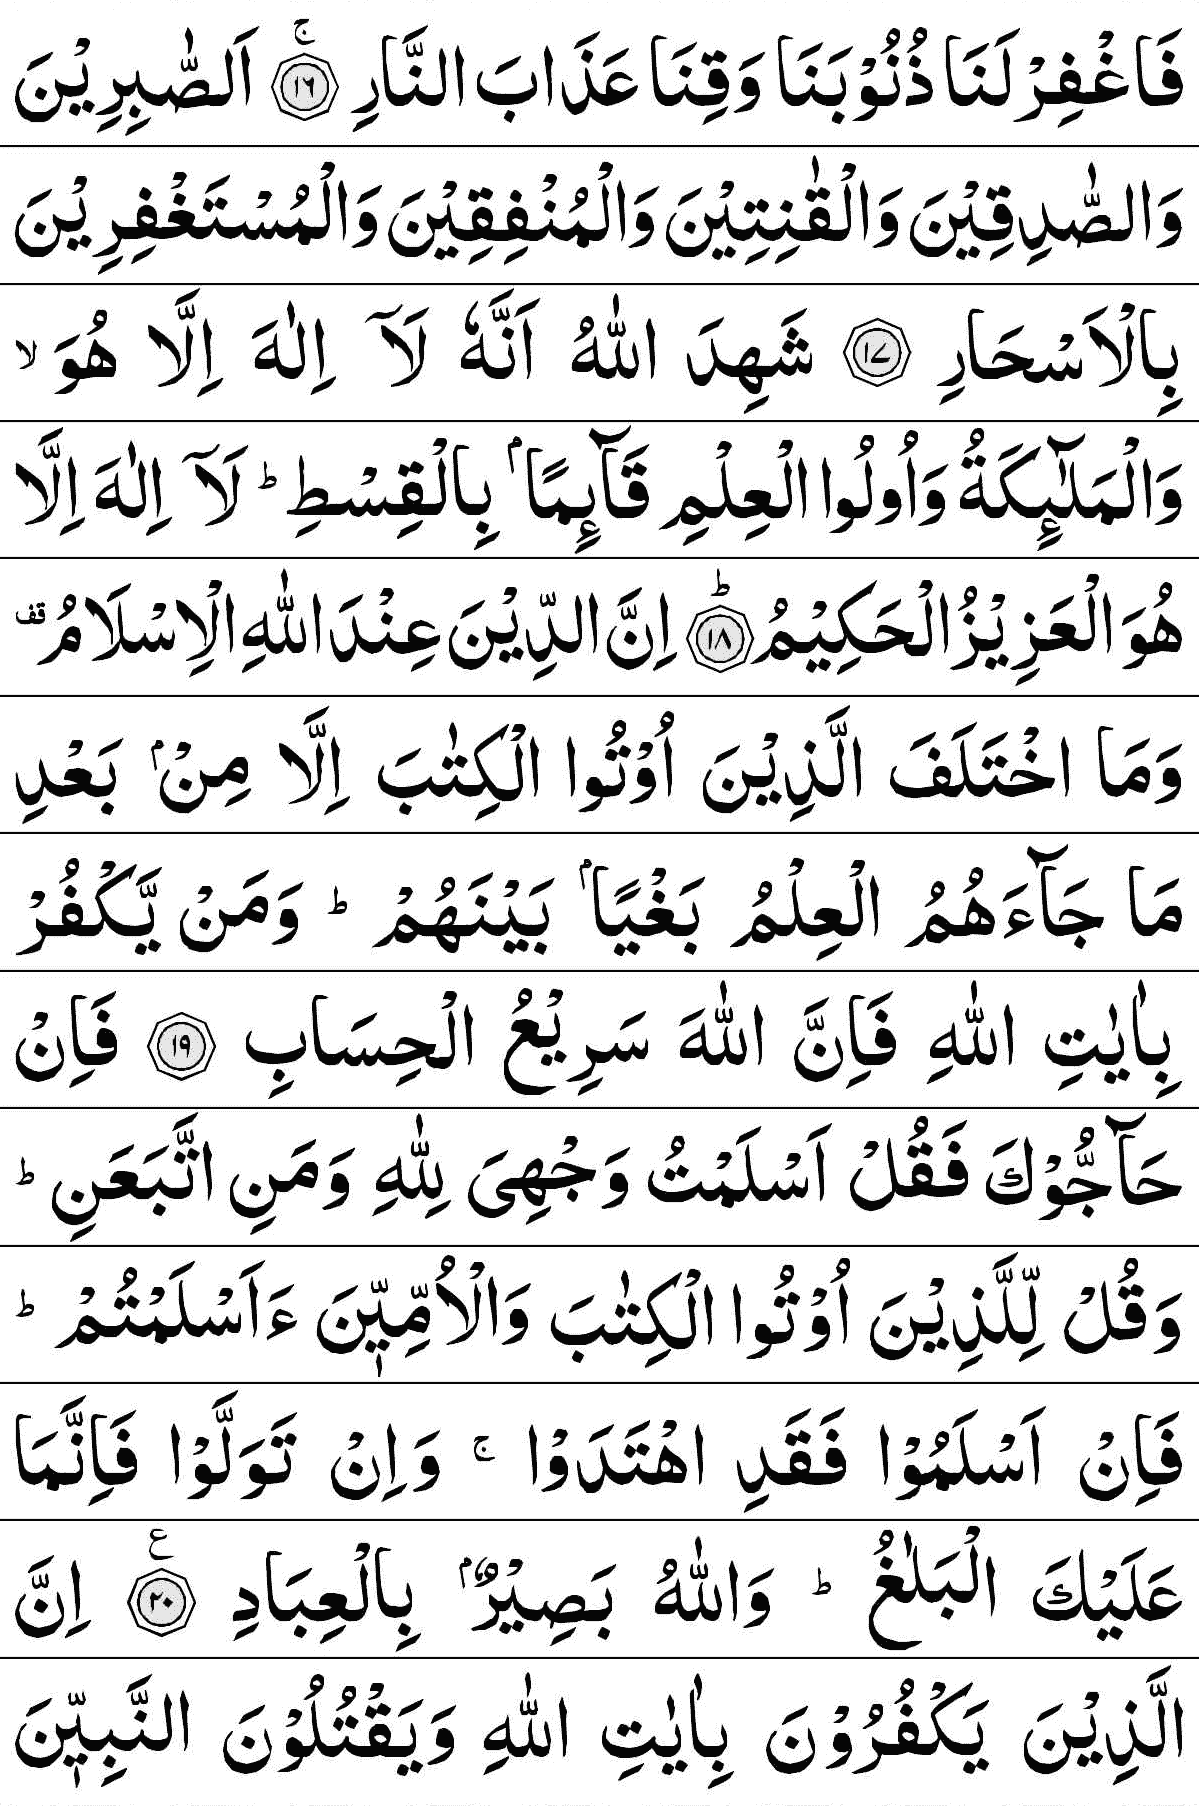 فَاغْفِرْ لَنَا ذُنُوْبَنَا وَقِنَا عَذَابَ النَّارِ ۚ ﴿١٦﴾ اَلصّٰبِرِيْنَ
وَالصّٰدِقِيْنَ وَالْقٰنِتِيْنَ وَالْمُنْفِقِيْنَ وَالْمُسْتَغْفِرِيْنَ
بِالْاَسْحَارِ ﴿١٧﴾ شَهِدَ اللّٰهُ اَنَّهٗ لَاۤ اِلٰهَ اِلَّا هُوَ ۙ
وَالْمَلٰٓئِكَةُ وَاُولُوا الْعِلْمِ قَآئِمًا ۢ بِالْقِسْطِ ؕ لَاۤ اِلٰهَ اِلَّا
هُوَ الْعَزِيْزُ الْحَكِيْمُ ؕ ﴿١٨﴾ اِنَّ الدِّيْنَ عِنْدَ اللّٰهِ الْاِسْلَامُ قف
وَمَا اخْتَلَفَ الَّذِيْنَ اُوْتُوا الْكِتٰبَ اِلَّا مِنْ ۢ بَعْدِ
مَا جَآءَهُمُ الْعِلْمُ بَغْيًا ۢ بَيْنَهُمْ ؕ وَمَنْ يَّكْفُرْ
بِاٰيٰتِ اللّٰهِ فَاِنَّ اللّٰهَ سَرِيْعُ الْحِسَابِ ﴿١٩﴾ فَاِنْ
حَآجُّوْكَ فَقُلْ اَسْلَمْتُ وَجْهِىَ لِلّٰهِ وَمَنِ اتَّبَعَنِ ؕ
وَقُلْ لِّلَّذِيْنَ اُوْتُوا الْكِتٰبَ وَالْاُمِّيّٖنَ ءَاَسْلَمْتُمْ ؕ
فَاِنْ اَسْلَمُوْا فَقَدِ اهْتَدَوْا ۚ وَاِنْ تَوَلَّوْا فَاِنَّمَا
عَلَيْكَ الْبَلٰغُ ؕ وَاللّٰهُ بَصِيْرٌ ۢ بِالْعِبَادِ ع ﴿٢٠﴾ اِنَّ
الَّذِيْنَ يَكْفُرُوْنَ بِاٰيٰتِ اللّٰهِ وَيَقْتُلُوْنَ النَّبِيّٖنَ